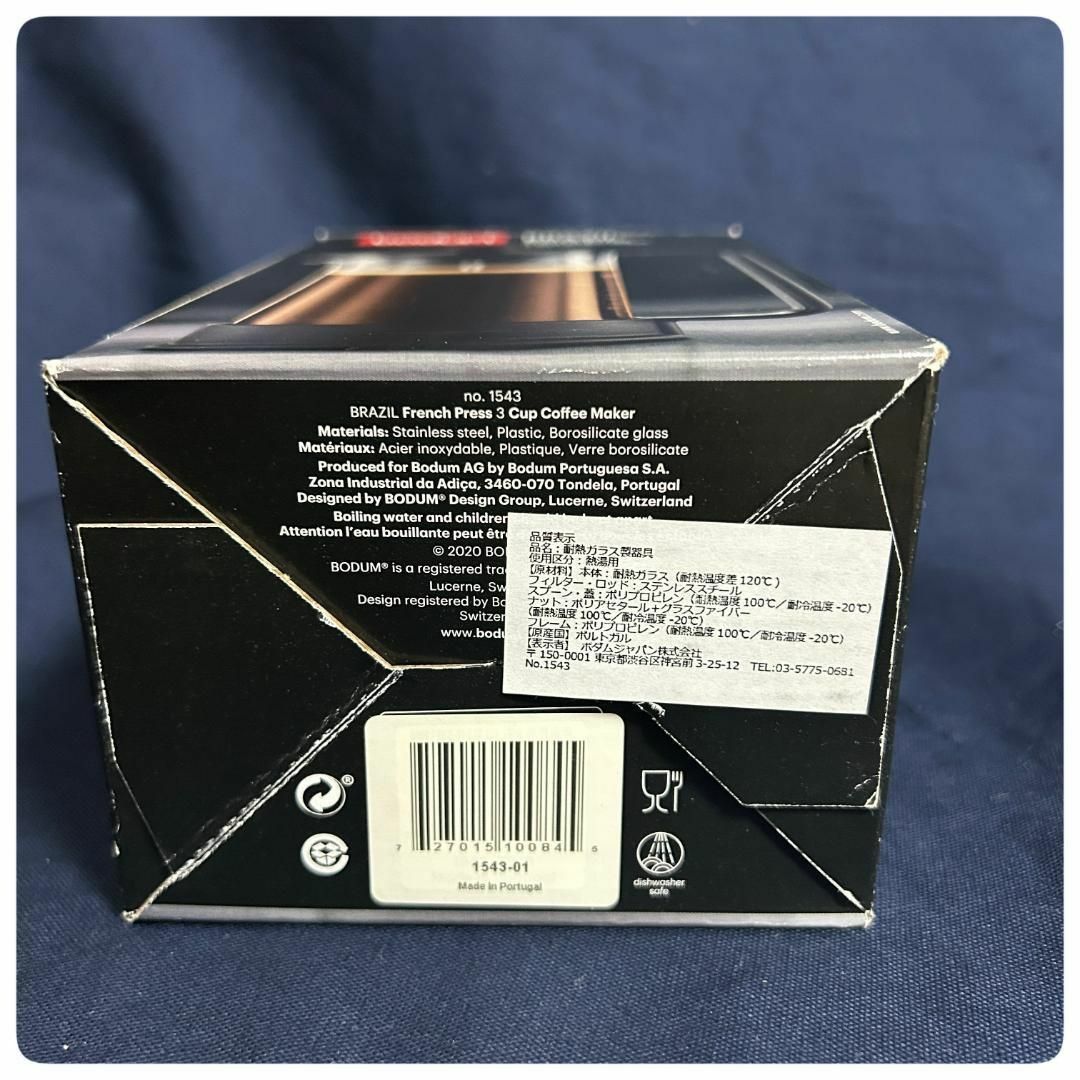 no. 1543
BRAZIL French Press 3 Cup Coffee Maker
Materials: Stainless steel, Plastic, Borosilicate glass
Matériaux: Acier inoxydable, Plastique, Verre borosilicate
Produced for Bodum AG by Bodum Portuguesa S.A.
Zona Industrial da Adiça, 3460-070 Tondela, Portugal
Designed by BODUM® Design Group, Lucerne, Switzerland
Boiling water and children
Attention l'eau bouillante peut êtr
© 2020 BO
BODUM® is a registered tra
Lucerne, Sw
Design registered by Bo
Switzer
www.bodu
品質表示
品名：耐熱ガラス製器具
使用区分：熱湯用
【原材料】本体：耐熱ガラス（耐熱温度差120℃）
フィルター・ロッド：ステンレススチール
スプーン・蓋：ポリプロピレン（耐熱温度 100℃／耐冷温度 -20℃）
ナット：ポリアセタール＋グラスファイバー
（耐熱温度 100℃／耐冷温度 -20℃）
フレーム：ポリプロピレン（耐熱温度 100℃／耐冷温度 -20℃）
【原産国】ポルトガル
【表示者】 ボダムジャパン株式会社
〒150-0001 東京都渋谷区神宮前 3-25-12 TEL:03-5775-0681
No.1543
7 27015 10084 5
1543-01
Made in Portugal
dishwasher
safe